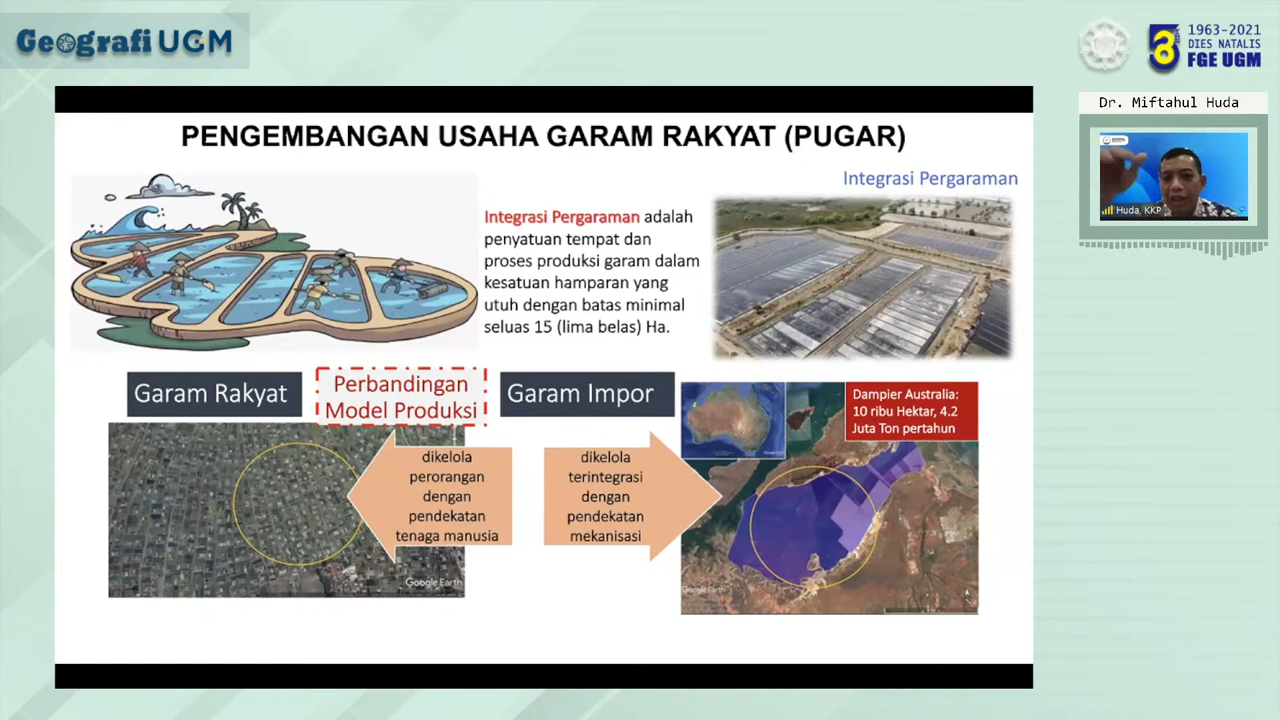 Geografi UGM
1963-2021
DIES NATALIS
FGE UGM
Dr. Miftahul Huda
Huda, KKP
PENGEMBANGAN USAHA GARAM RAKYAT (PUGAR)
Integrasi Pergaraman
Integrasi Pergaraman adalah
penyatuan tempat dan
proses produksi garam dalam
kesatuan hamparan yang
utuh dengan batas minimal
seluas 15 (lima belas) Ha.
Garam Rakyat
Perbandingan
Model Produksi
Garam Impor
Dampier Australia:
10 ribu Hektar, 4.2
Juta Ton pertahun
dikelola
perorangan
dengan
pendekatan
tenaga manusia
dikelola
terintegrasi
dengan
pendekatan
mekanisasi
Google Earth
Google Earth